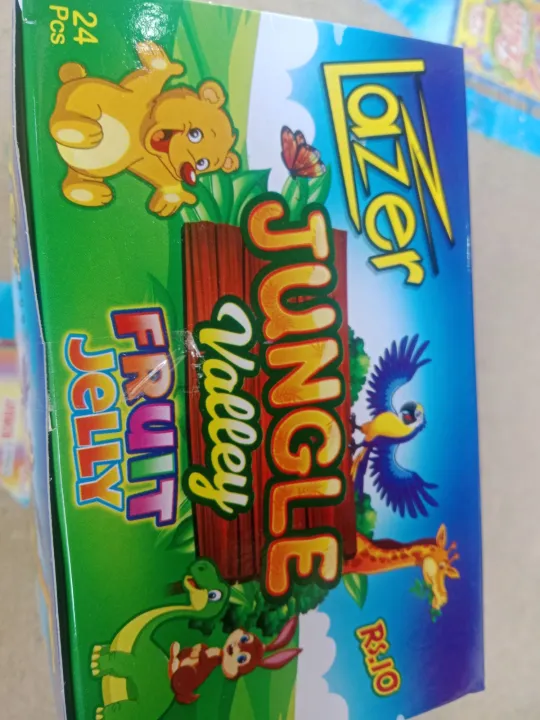 Lazer
JUNGLE
Valley
FRUIT
JELLY
24
Pcs
RS.10